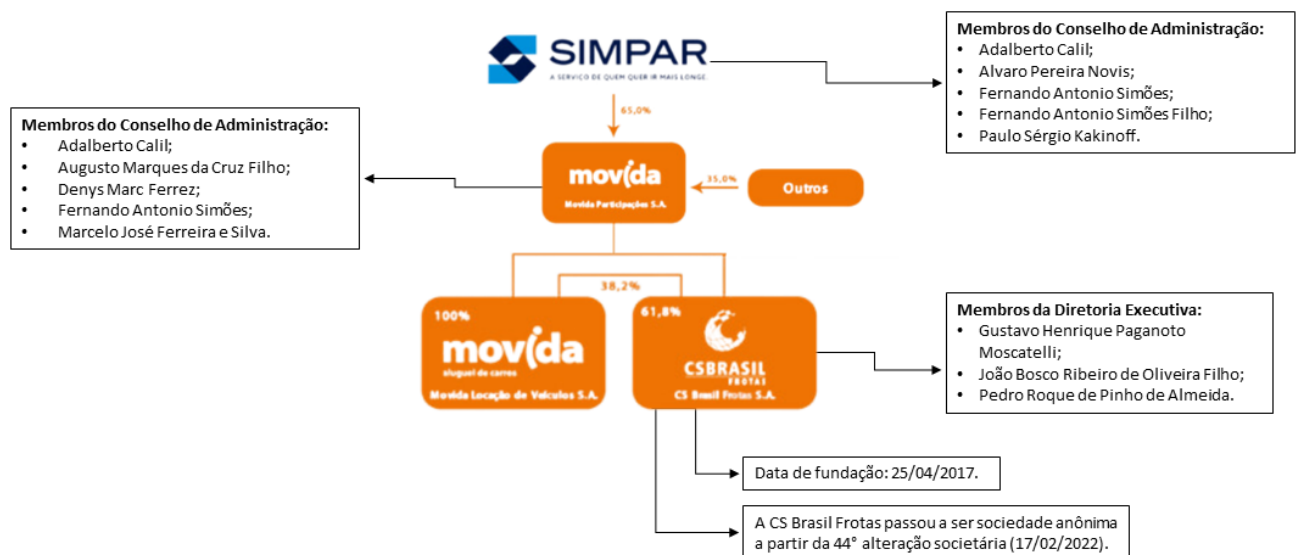 SIMPAR
A SERVIÇO DE QUEM QUER IR MAIS LONGE.
Membros do Conselho de Administração:
• Adalberto Calil;
• Alvaro Pereira Novis;
• Fernando Antonio Simões;
• Fernando Antonio Simões Filho;
• Paulo Sérgio Kakinoff.
65,0%
Membros do Conselho de Administração:
• Adalberto Calil;
• Augusto Marques da Cruz Filho;
• Denys Marc Ferrez;
• Fernando Antonio Simões;
• Marcelo José Ferreira e Silva.
movida
Movida Participações S.A.
35,0%
Outros
38,2%
100%
movida
aluguel de carros
Movida Locação de Veículos S.A.
61,8%
CSBRASIL
FROTAS
CS Brasil Frotas S.A.
Membros da Diretoria Executiva:
• Gustavo Henrique Paganoto
Moscatelli;
• João Bosco Ribeiro de Oliveira Filho;
• Pedro Roque de Pinho de Almeida.
Data de fundação: 25/04/2017.
A CS Brasil Frotas passou a ser sociedade anônima
a partir da 44° alteração societária (17/02/2022).